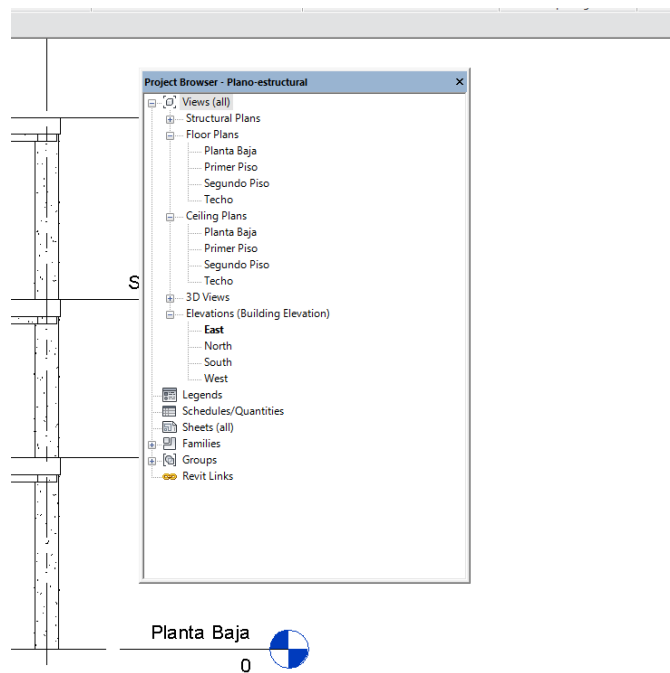 Project Browser - Plano-estructural
Views (all)
Structural Plans
Floor Plans
Planta Baja
Primer Piso
Segundo Piso
Techo
Ceiling Plans
Planta Baja
Primer Piso
Segundo Piso
Techo
S
3D Views
Elevations (Building Elevation)
East
North
South
West
Legends
Schedules/Quantities
Sheets (all)
Families
Groups
Revit Links
Planta Baja
0